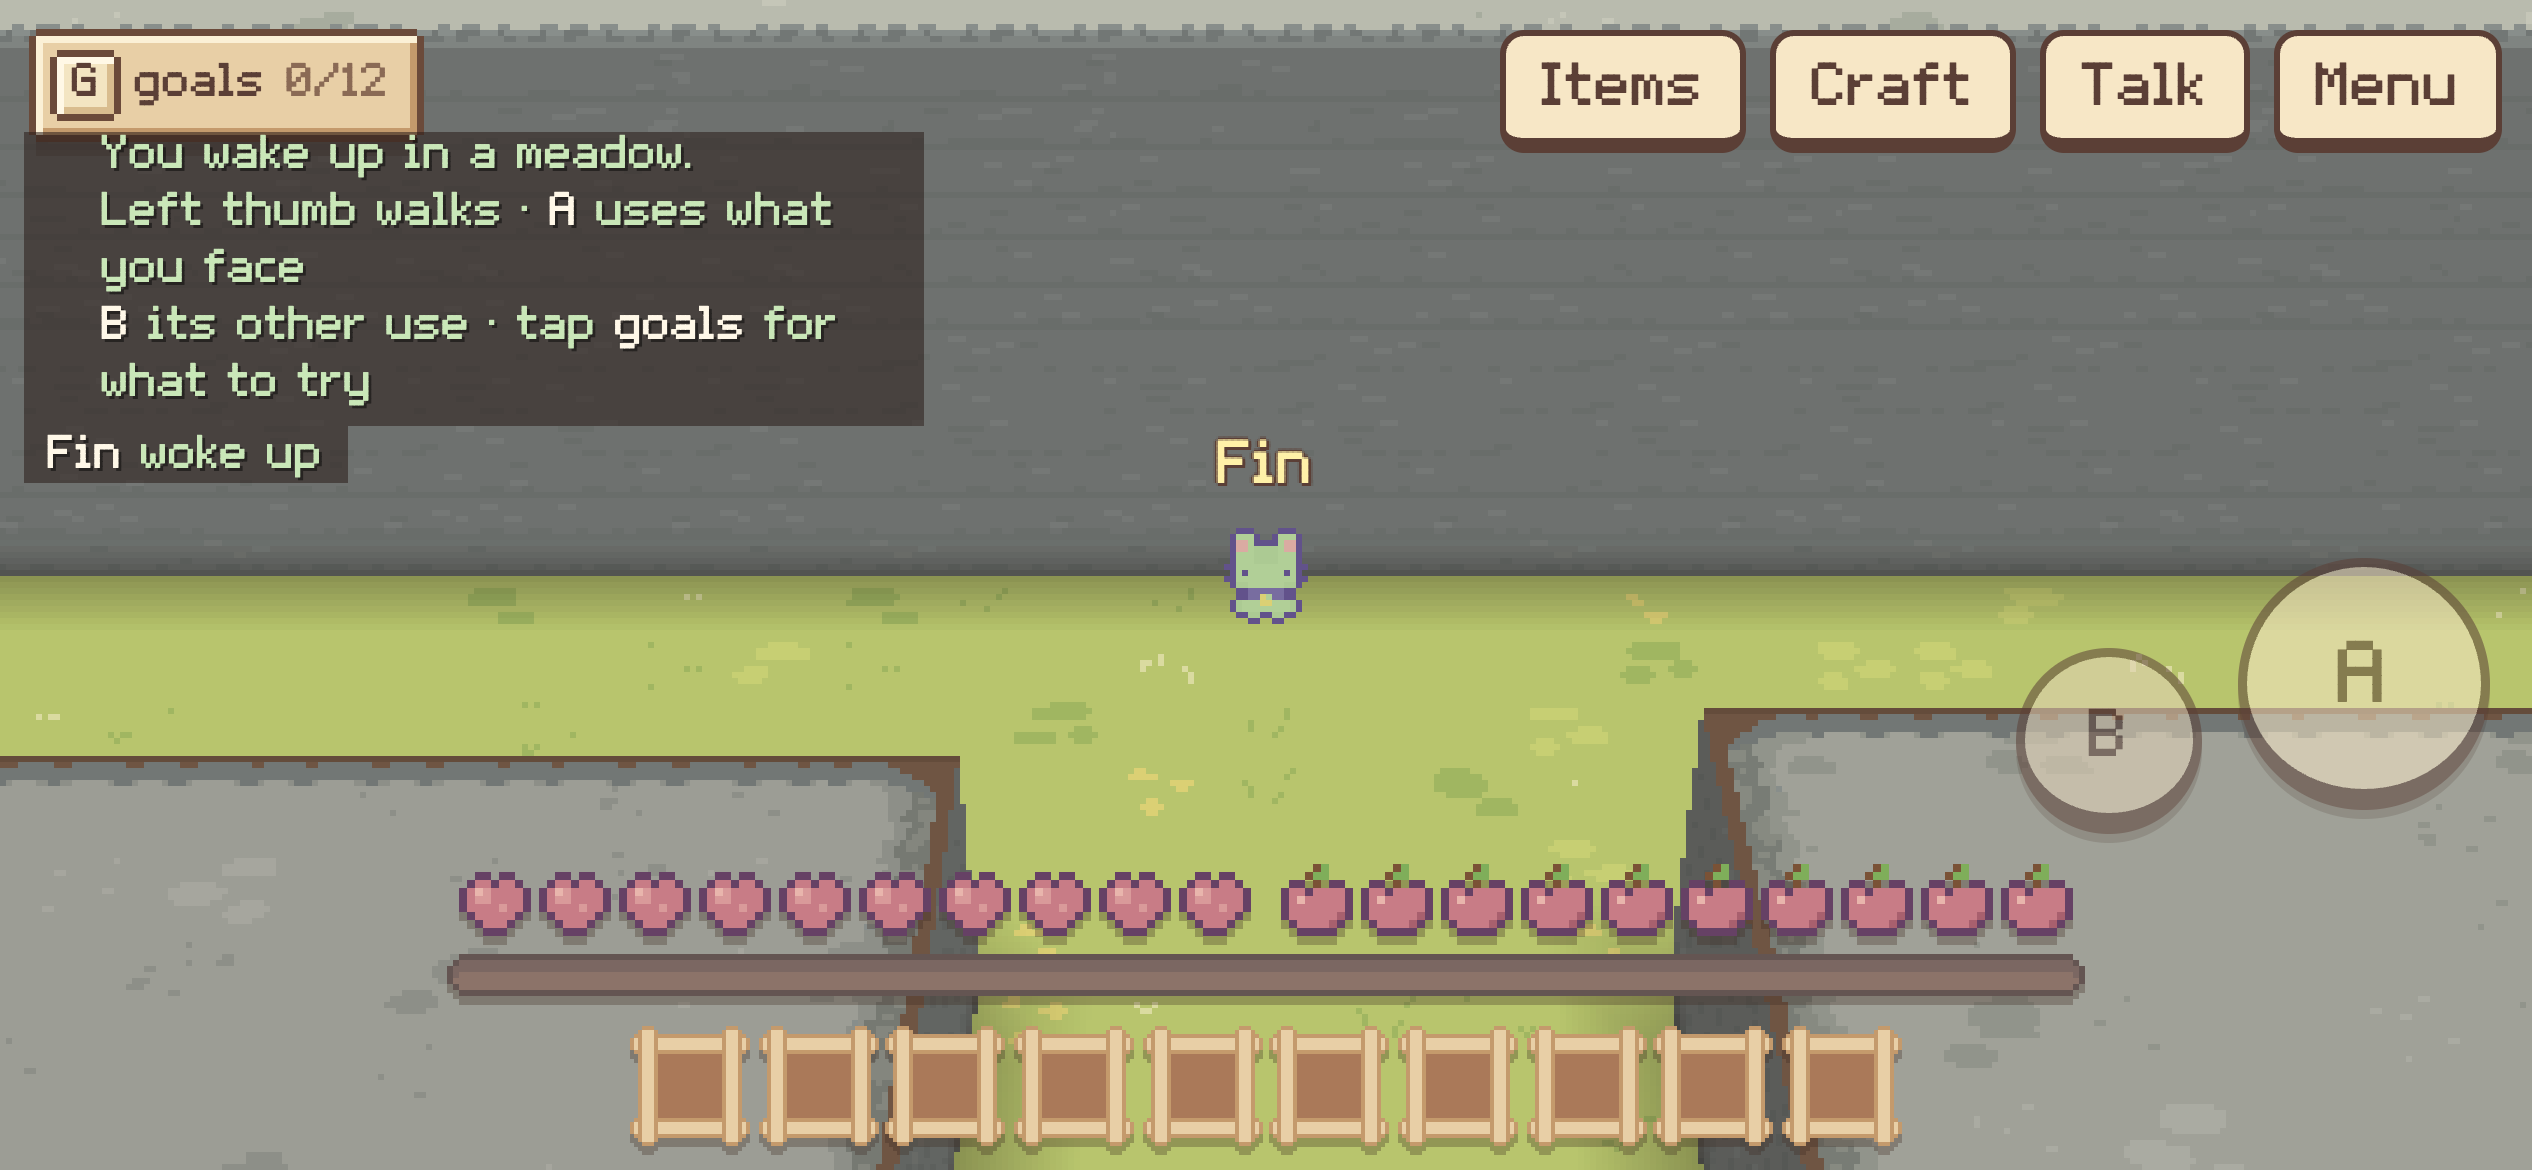 G goals 0/12
Items
Craft
Talk
Menu
You wake up in a meadow.
Left thumb walks · A uses what
you face
B its other use · tap goals for
what to try
Fin woke up
Fin
A
B